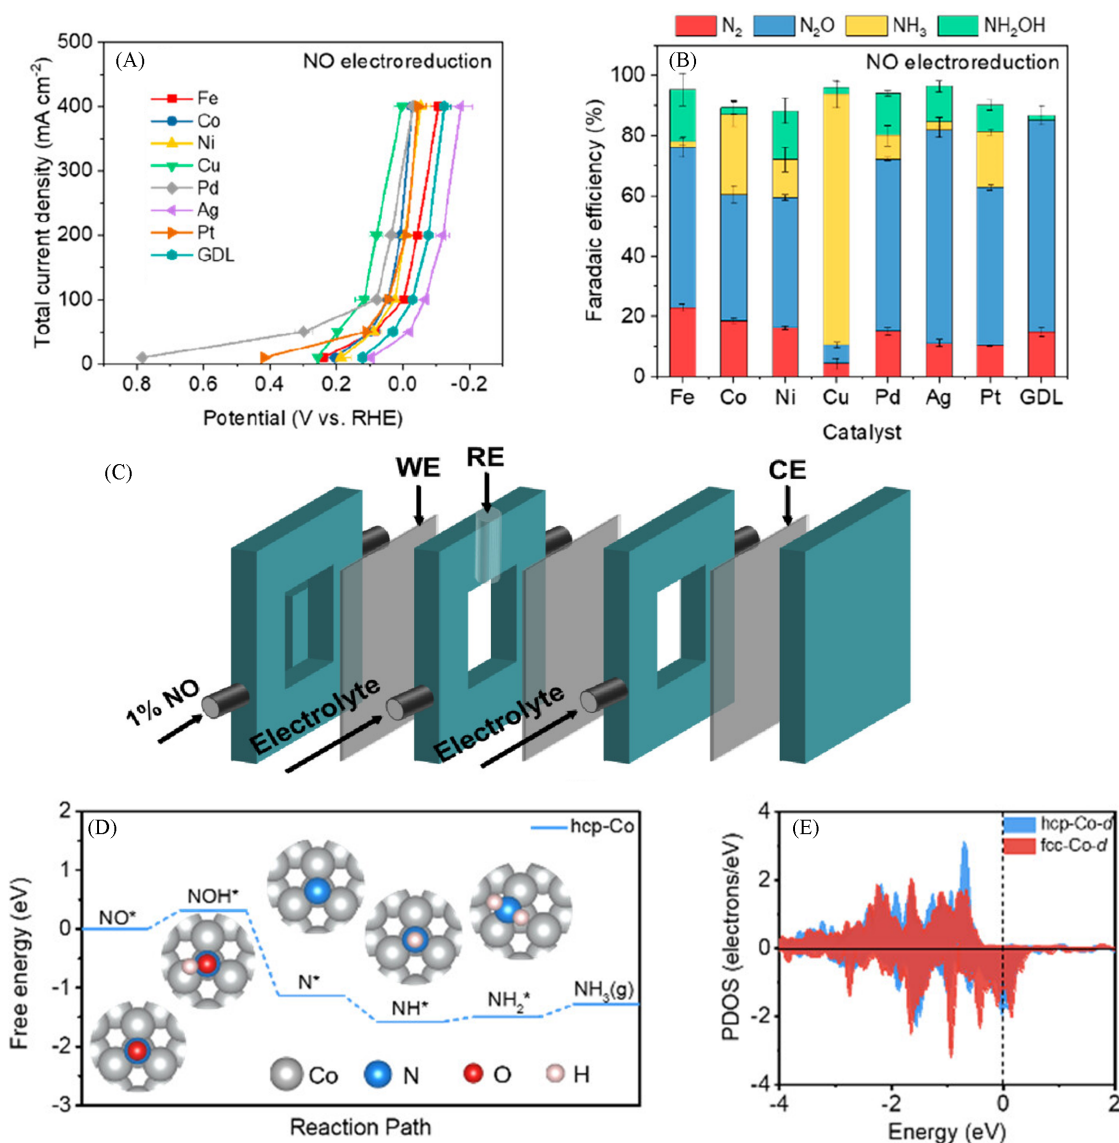 (A)
NO electroreduction
500
400
300
200
100
0
Total current density (mA cm⁻²)
Fe
Co
Ni
Cu
Pd
Ag
Pt
GDL
0.8 0.6 0.4 0.2 0.0 -0.2
Potential (V vs. RHE)
N₂ N₂O NH₃ NH₂OH
(B)
NO electroreduction
100
80
60
40
20
0
Faradaic efficiency (%)
Fe Co Ni Cu Pd Ag Pt GDL
Catalyst
(C)
WE
RE
CE
1% NO
Electrolyte
Electrolyte
(D)
hcp-Co
2
1
0
-1
-2
-3
Free energy (eV)
NO*
NOH*
N*
NH*
NH₂*
NH₃(g)
Co N O H
Reaction Path
(E)
hcp-Co-d
fcc-Co-d
4
2
0
-2
-4
PDOS (electrons/eV)
-4 -2 0 2
Energy (eV)